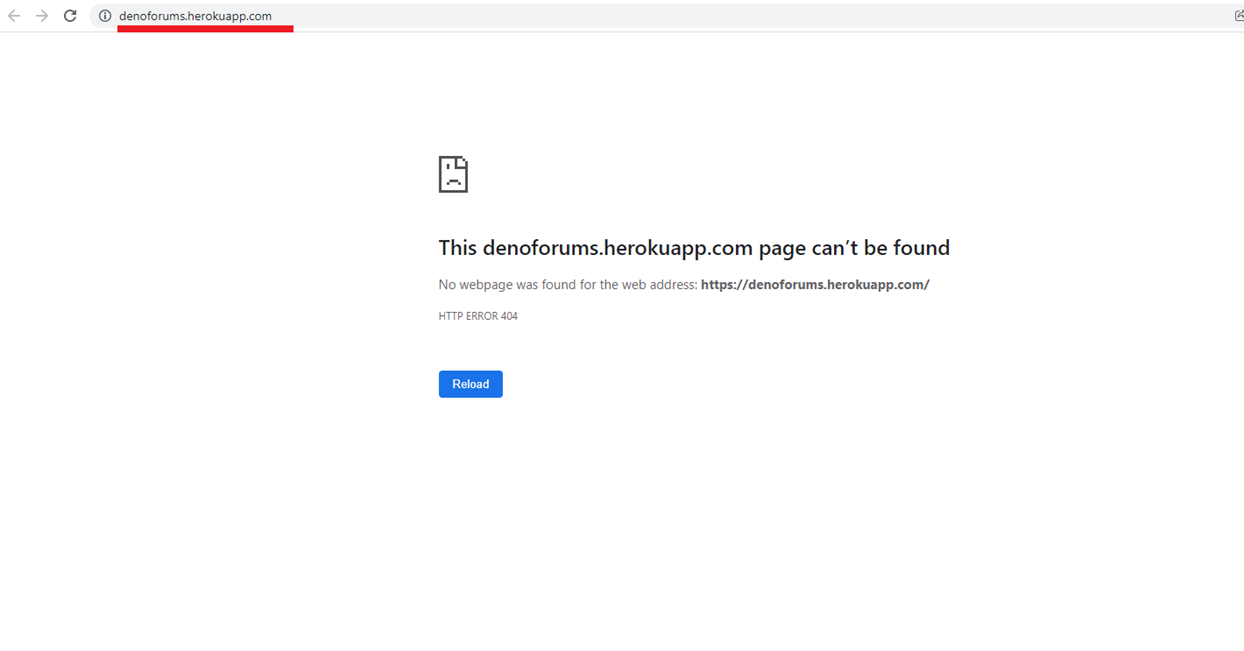 denoforums.herokuapp.com
This denoforums.herokuapp.com page can’t be found
No webpage was found for the web address: https://denoforums.herokuapp.com/
HTTP ERROR 404
Reload